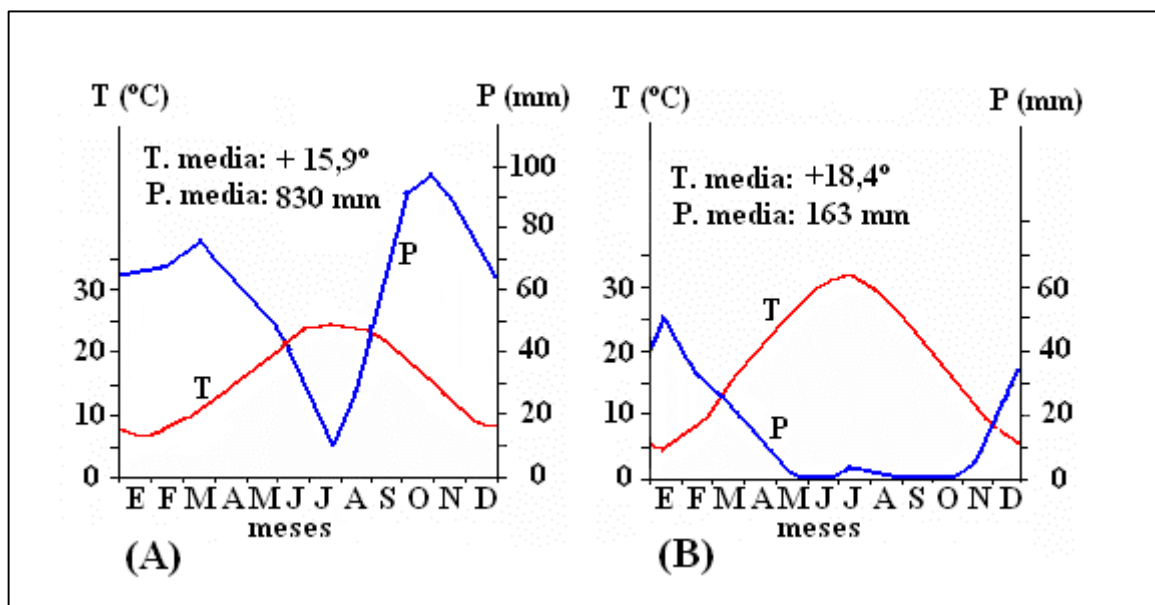 T (ºC)
P (mm)
T. media: + 15,9º
P. media: 830 mm
100
80
60
40
20
0
30
20
10
0
P
T
E F M A M J J A S O N D
meses
(A)
T (ºC)
P (mm)
T. media: +18,4º
P. media: 163 mm
60
40
20
0
30
20
10
0
T
P
E F M A M J J A S O N D
meses
(B)